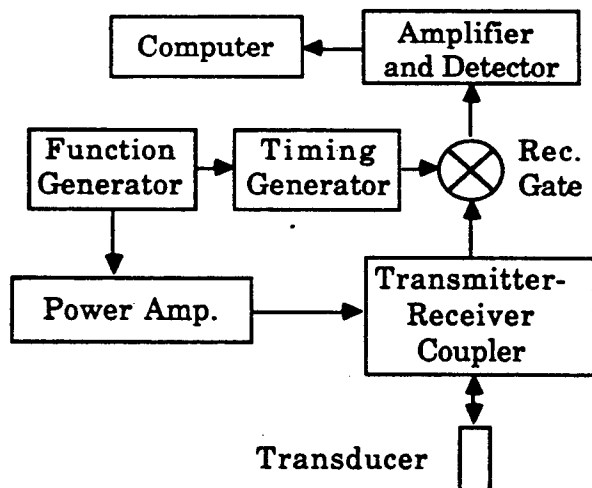 Computer
Amplifier
and Detector
Function
Generator
Timing
Generator
Rec.
Gate
Power Amp.
Transmitter-
Receiver
Coupler
Transducer